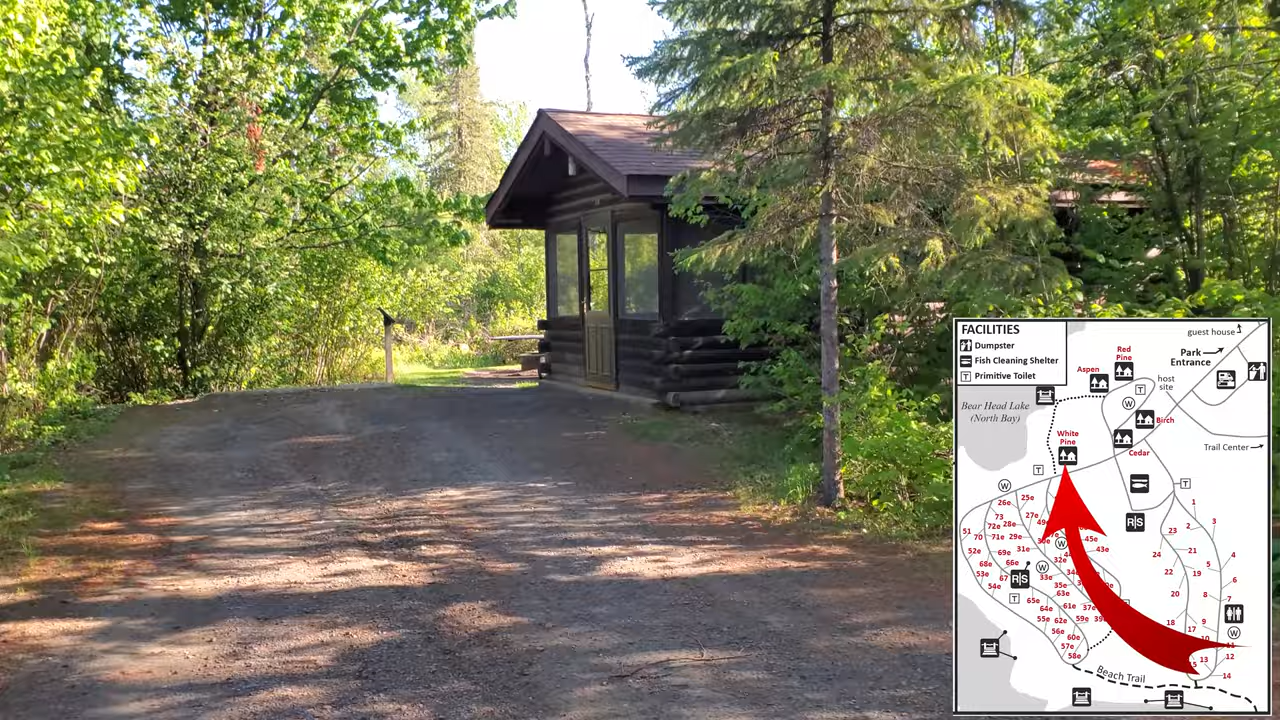 FACILITIES
Dumpster
Fish Cleaning Shelter
T Primitive Toilet
guest house
Park
Entrance
Red
Pine
Aspen
host
site
T
W
Bear Head Lake
(North Bay)
Birch
White
Pine
Cedar
Trail Center
T
T
W
25e
26e
1
R|S
27e
73
3
72e
28e
23
2
51
70
71e
29e
45e
W
31e
43e
24
21
4
52e
69e
32e
5
68e
66e
W
22
19
53e
67
R|S
33e
6
54e
35e
63e
20
8
7
T
65e
64e
61e
37e
55e
62e
59e
18
9
17
W
56e
60e
57e
58e
13
12
14
Beach Trail